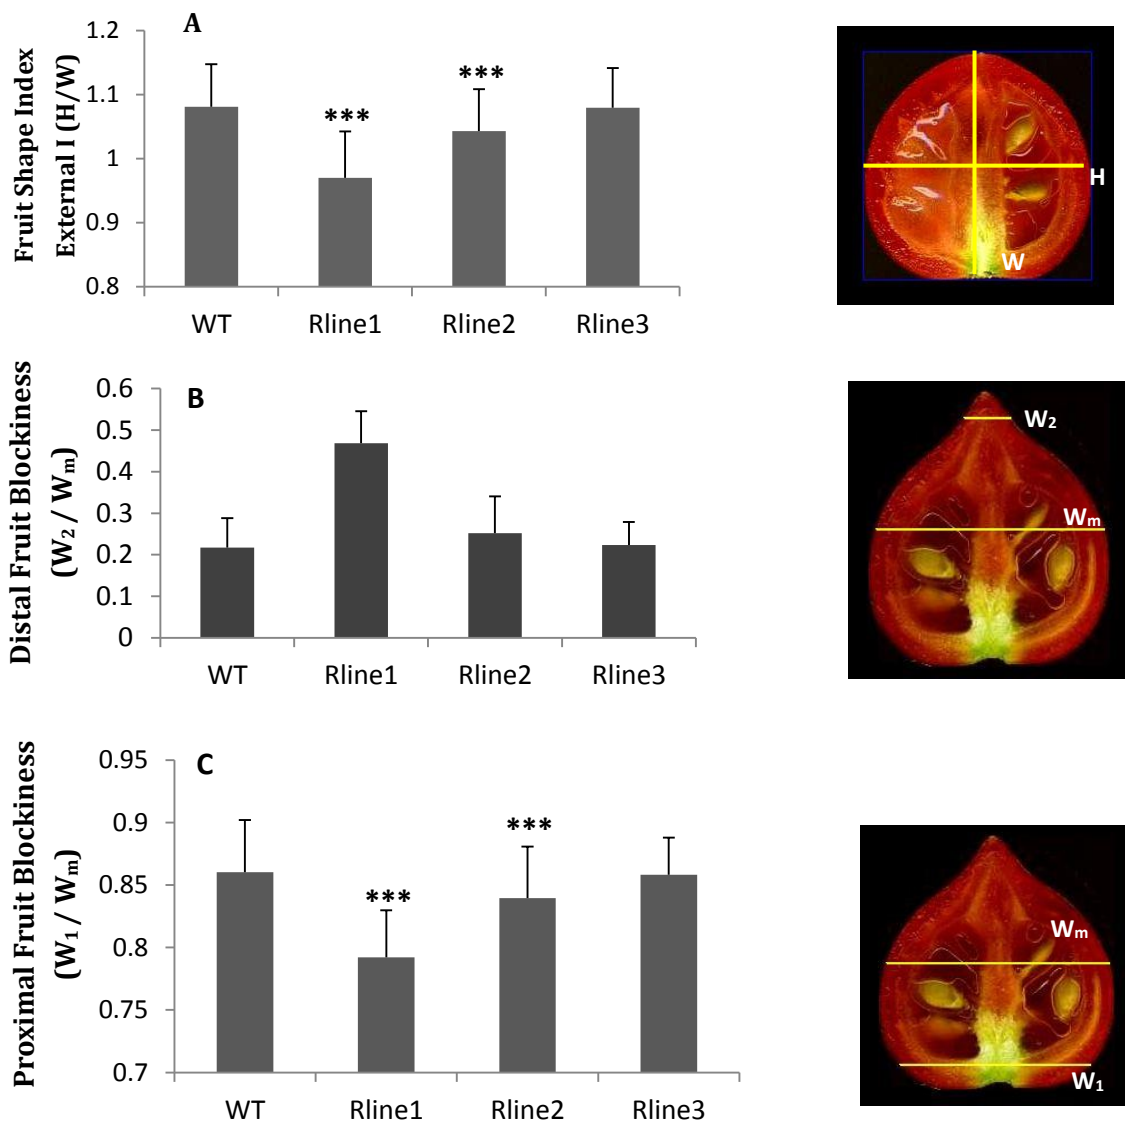 A
Fruit Shape Index
External I (H/W)
1.2
1.1
1
0.9
0.8
***
***
WT Rline1 Rline2 Rline3
H
W
B
Distal Fruit Blockiness
(W₂ / Wₘ)
0.6
0.5
0.4
0.3
0.2
0.1
0
WT Rline1 Rline2 Rline3
W₂
Wₘ
C
Proximal Fruit Blockiness
(W₁ / Wₘ)
0.95
0.9
0.85
0.8
0.75
0.7
***
***
WT Rline1 Rline2 Rline3
Wₘ
W₁